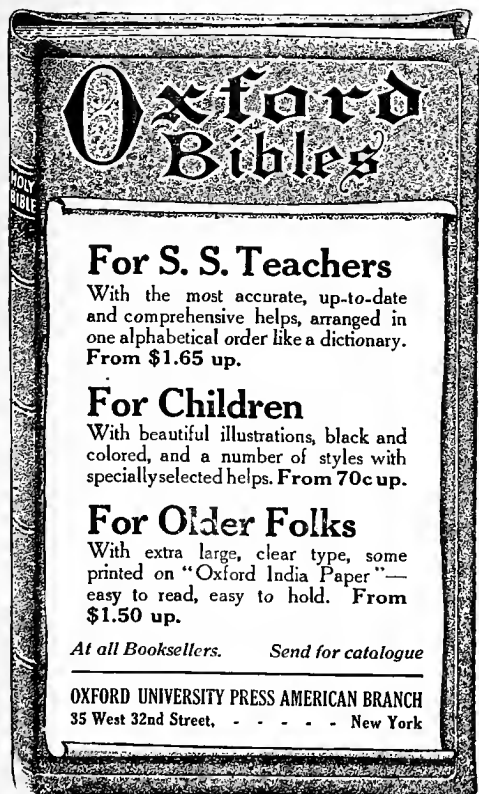 Oxford
Bibles
HOLY
BIBLE
For S. S. Teachers
With the most accurate, up-to-date
and comprehensive helps, arranged in
one alphabetical order like a dictionary.
From $1.65 up.
For Children
With beautiful illustrations, black and
colored, and a number of styles with
specially selected helps. From 70c up.
For Older Folks
With extra large, clear type, some
printed on "Oxford India Paper"—
easy to read, easy to hold. From
$1.50 up.
At all Booksellers. Send for catalogue
OXFORD UNIVERSITY PRESS AMERICAN BRANCH
35 West 32nd Street, - - - - - New York